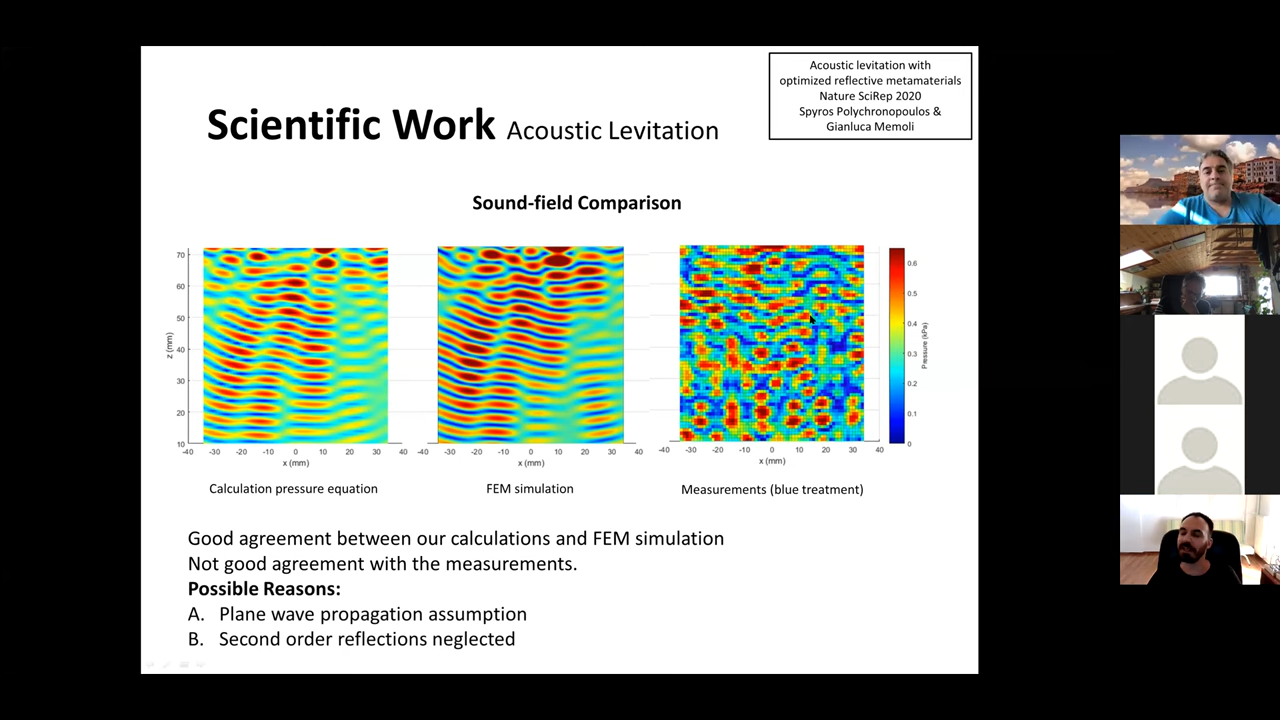 Acoustic levitation with
optimized reflective metamaterials
Nature SciRep 2020
Spyros Polychronopoulos &
Gianluca Memoli
Scientific Work Acoustic Levitation
Sound-field Comparison
70
60
50
40
30
20
10
z (mm)
-40 -30 -20 -10 0 10 20 30 40
x (mm)
-40 -30 -20 -10 0 10 20 30 40
x (mm)
-40 -30 -20 -10 0 10 20 30 40
x (mm)
0.6
0.5
0.4
0.3
0.2
0.1
0
Pressure (kPa)
Calculation pressure equation
FEM simulation
Measurements (blue treatment)
Good agreement between our calculations and FEM simulation
Not good agreement with the measurements.
Possible Reasons:
A. Plane wave propagation assumption
B. Second order reflections neglected